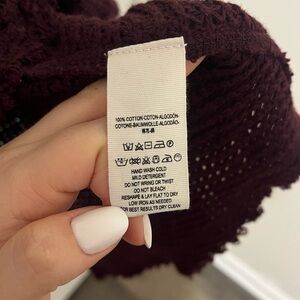 100% COTTON-COTTON-ALGODÓN-
COTONE-BAUMWOLLE-ALGODÃO-
HAND WASH COLD
MILD DETERGENT
DO NOT WRING OR TWIST
DO NOT BLEACH
RESHAPE & LAY FLAT TO DRY
LOW IRON AS NEEDED
FOR BEST RESULTS DRY CLEAN